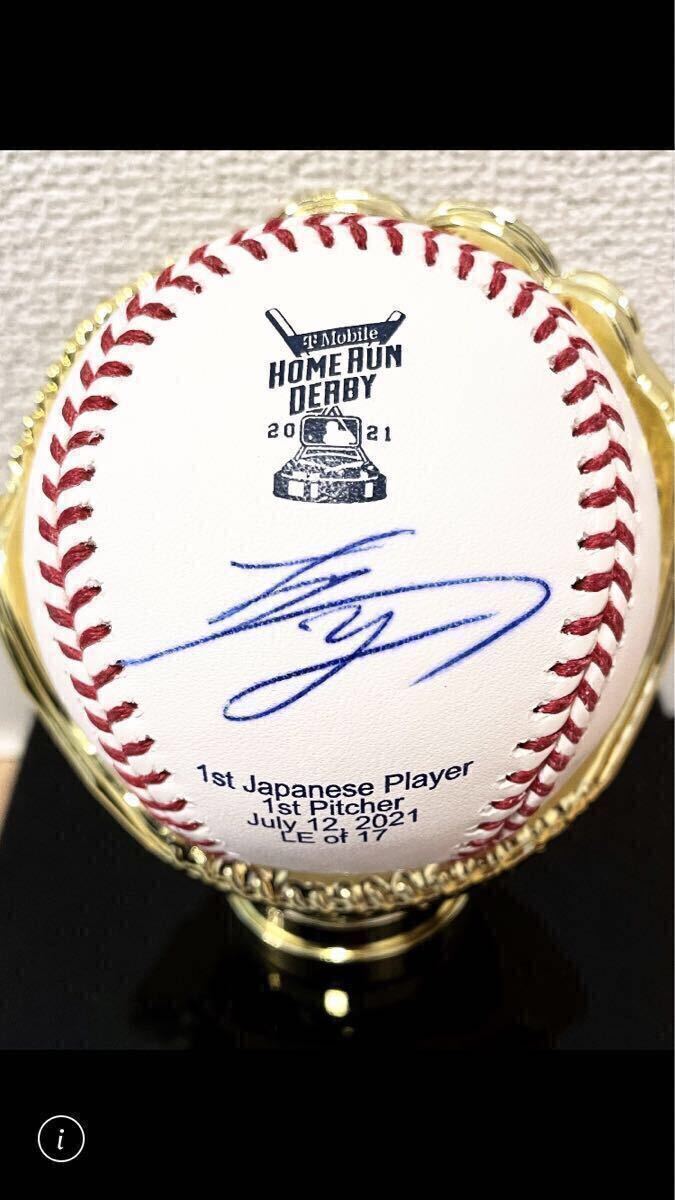 T Mobile
HOME RUN
DERBY
20 21
1st Japanese Player
1st Pitcher
July 12, 2021
LE of 17
i